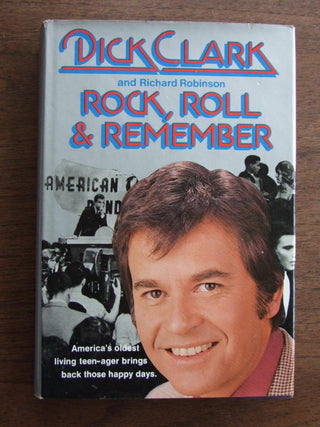 DICK CLARK
and Richard Robinson
ROCK, ROLL
& REMEMBER
AMERICAN
BAND
America's oldest
living teen-ager brings
back those happy days.